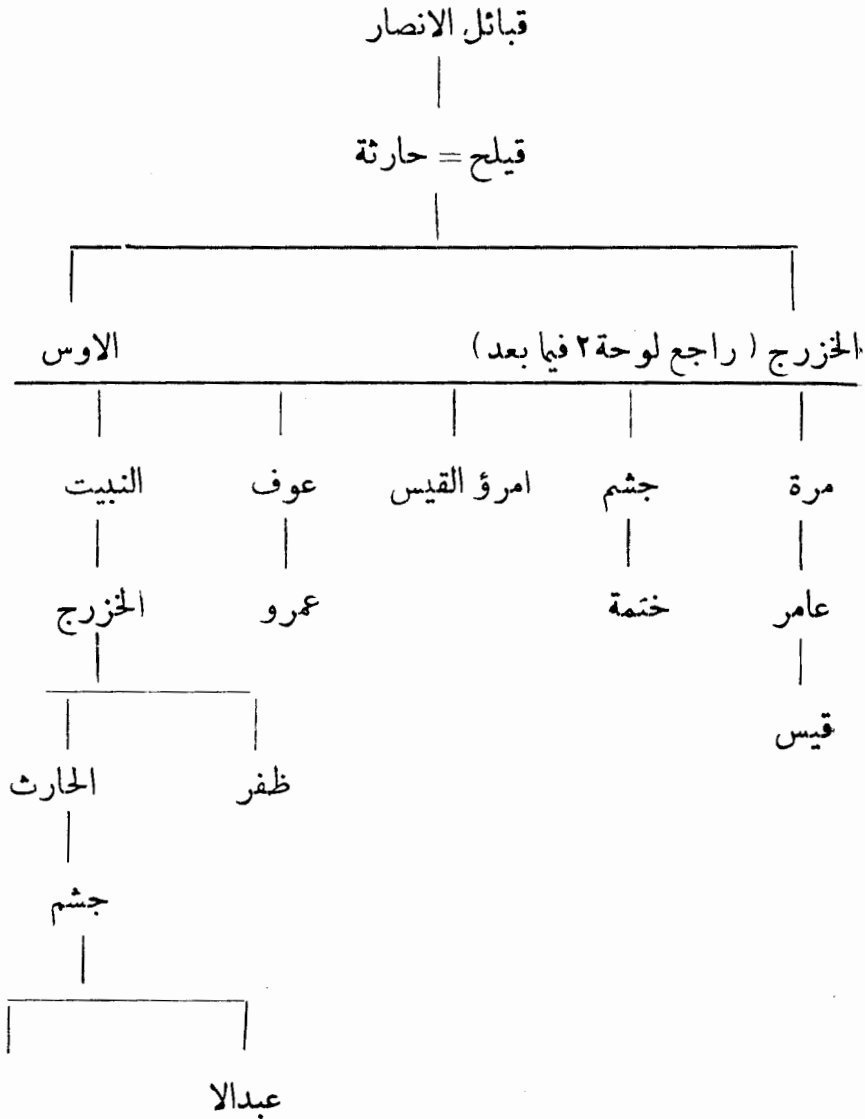 قبائل الانصار
قيلح = حارثة
الخزرج ( راجع لوحة ٢ فيما بعد ) الاوس
مرة جشم امرؤ القيس عوف النبيت
عامر ختمة عمرو الخزرج
قيس
ظفر الحارث
جشم
عبدالا